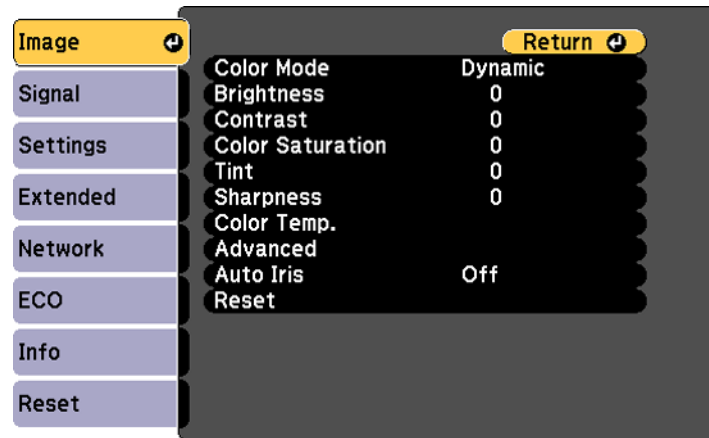 Image
Signal
Settings
Extended
Network
ECO
Info
Reset
Return
Color Mode Dynamic
Brightness 0
Contrast 0
Color Saturation 0
Tint 0
Sharpness 0
Color Temp.
Advanced
Auto Iris Off
Reset